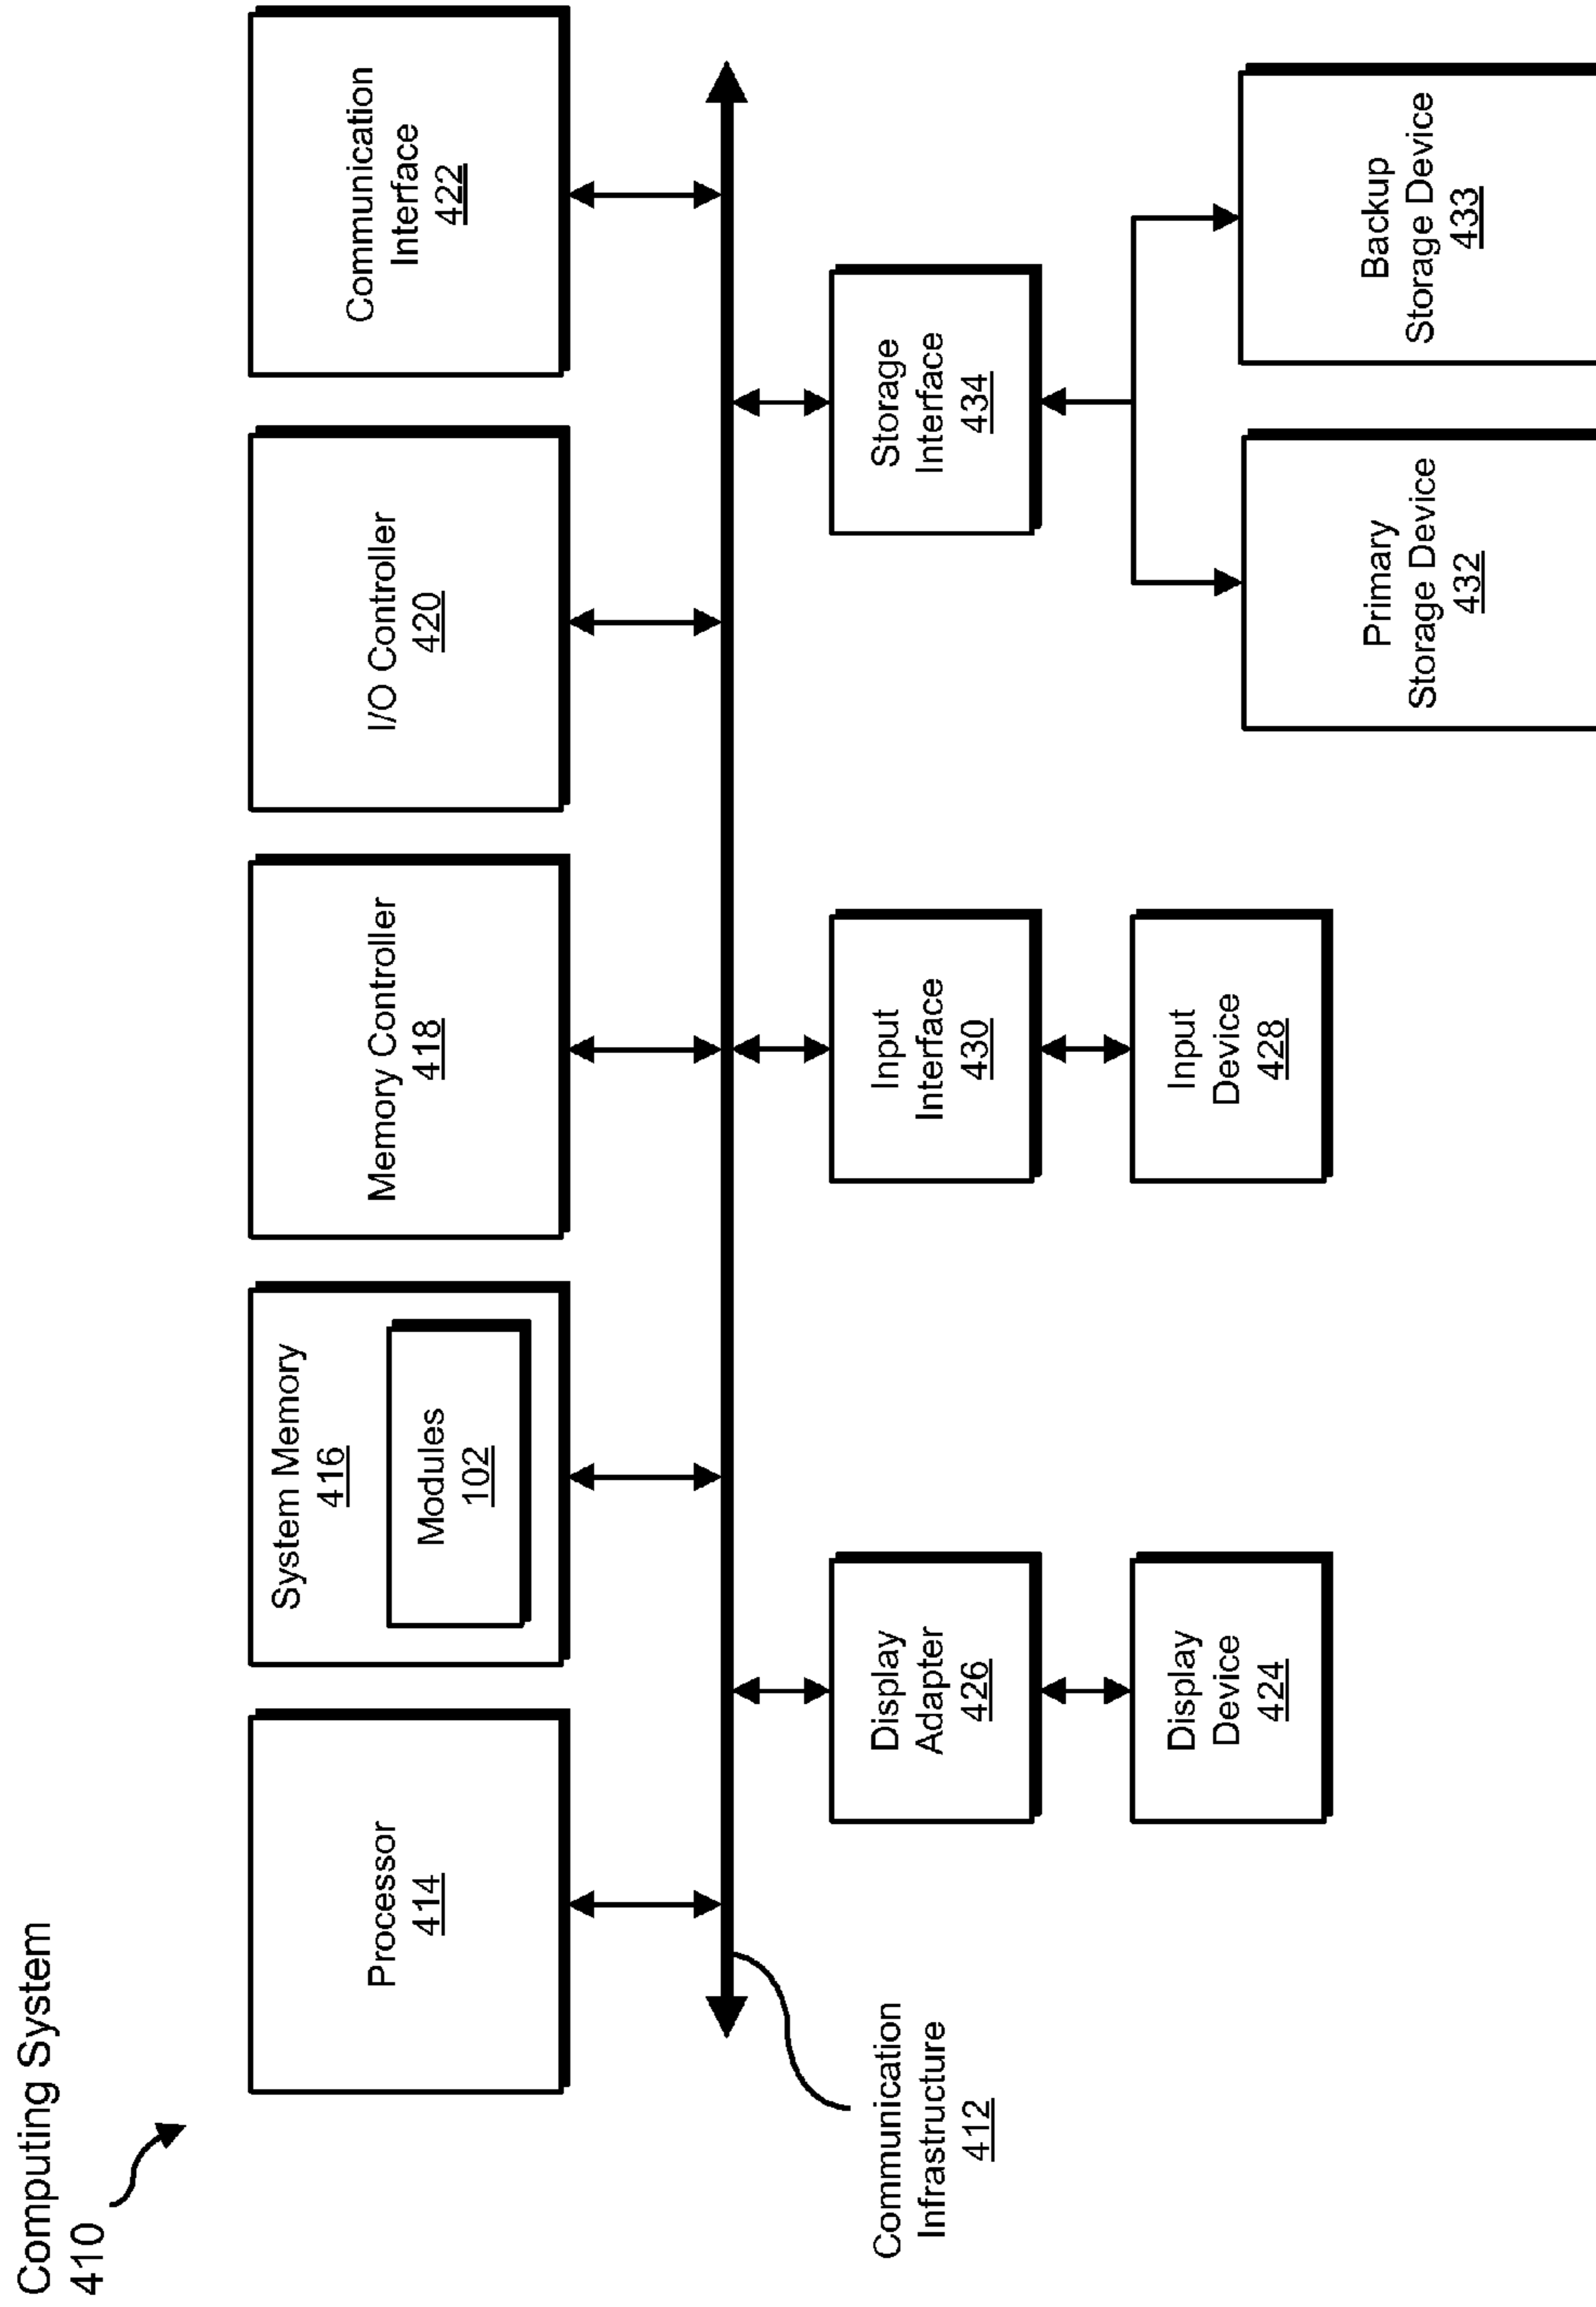 Computing System
410
Processor
414
System Memory
416
Modules
102
Memory Controller
418
I/O Controller
420
Communication
Interface
422
Communication
Infrastructure
412
Display
Adapter
426
Input
Interface
430
Storage
Interface
434
Display
Device
424
Input
Device
428
Primary
Storage Device
432
Backup
Storage Device
433